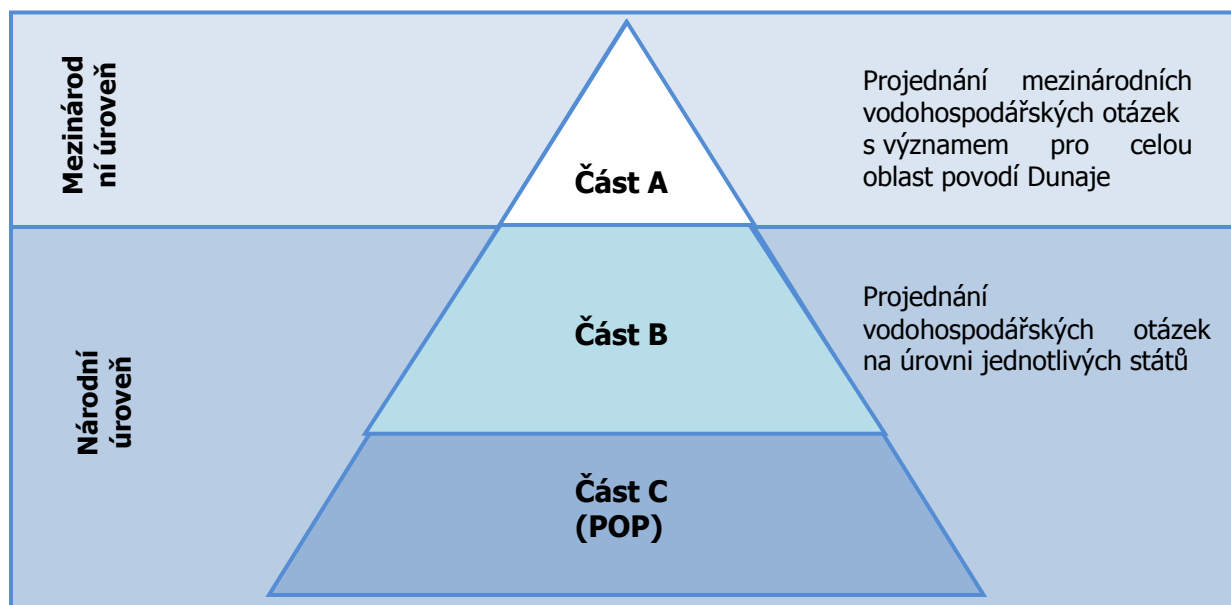 Mezinárod
ní úroveň
Část A
Projednání mezinárodních
vodohospodářských otázek
s významem pro celou
oblast povodí Dunaje
Národní
úroveň
Část B
Projednání
vodohospodářských otázek
na úrovni jednotlivých států
Část C
(POP)